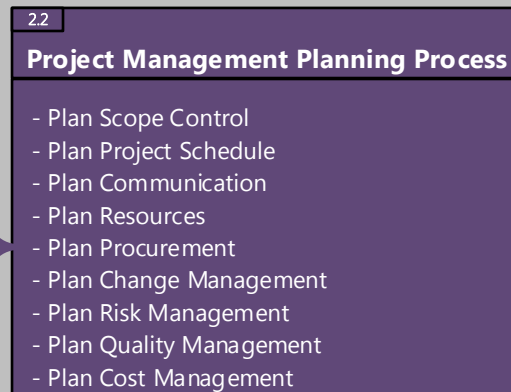 2.2
Project Management Planning Process
- Plan Scope Control
- Plan Project Schedule
- Plan Communication
- Plan Resources
- Plan Procurement
- Plan Change Management
- Plan Risk Management
- Plan Quality Management
- Plan Cost Management